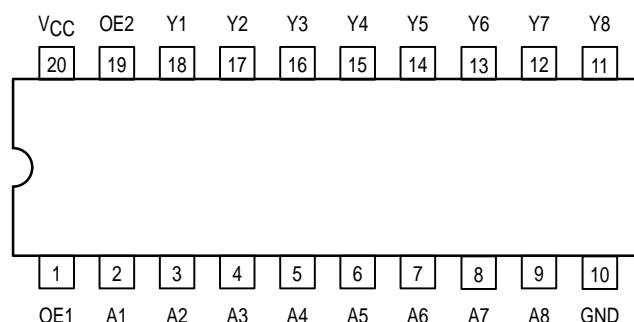 VCC OE2 Y1 Y2 Y3 Y4 Y5 Y6 Y7 Y8
20 19 18 17 16 15 14 13 12 11
1 2 3 4 5 6 7 8 9 10
OE1 A1 A2 A3 A4 A5 A6 A7 A8 GND